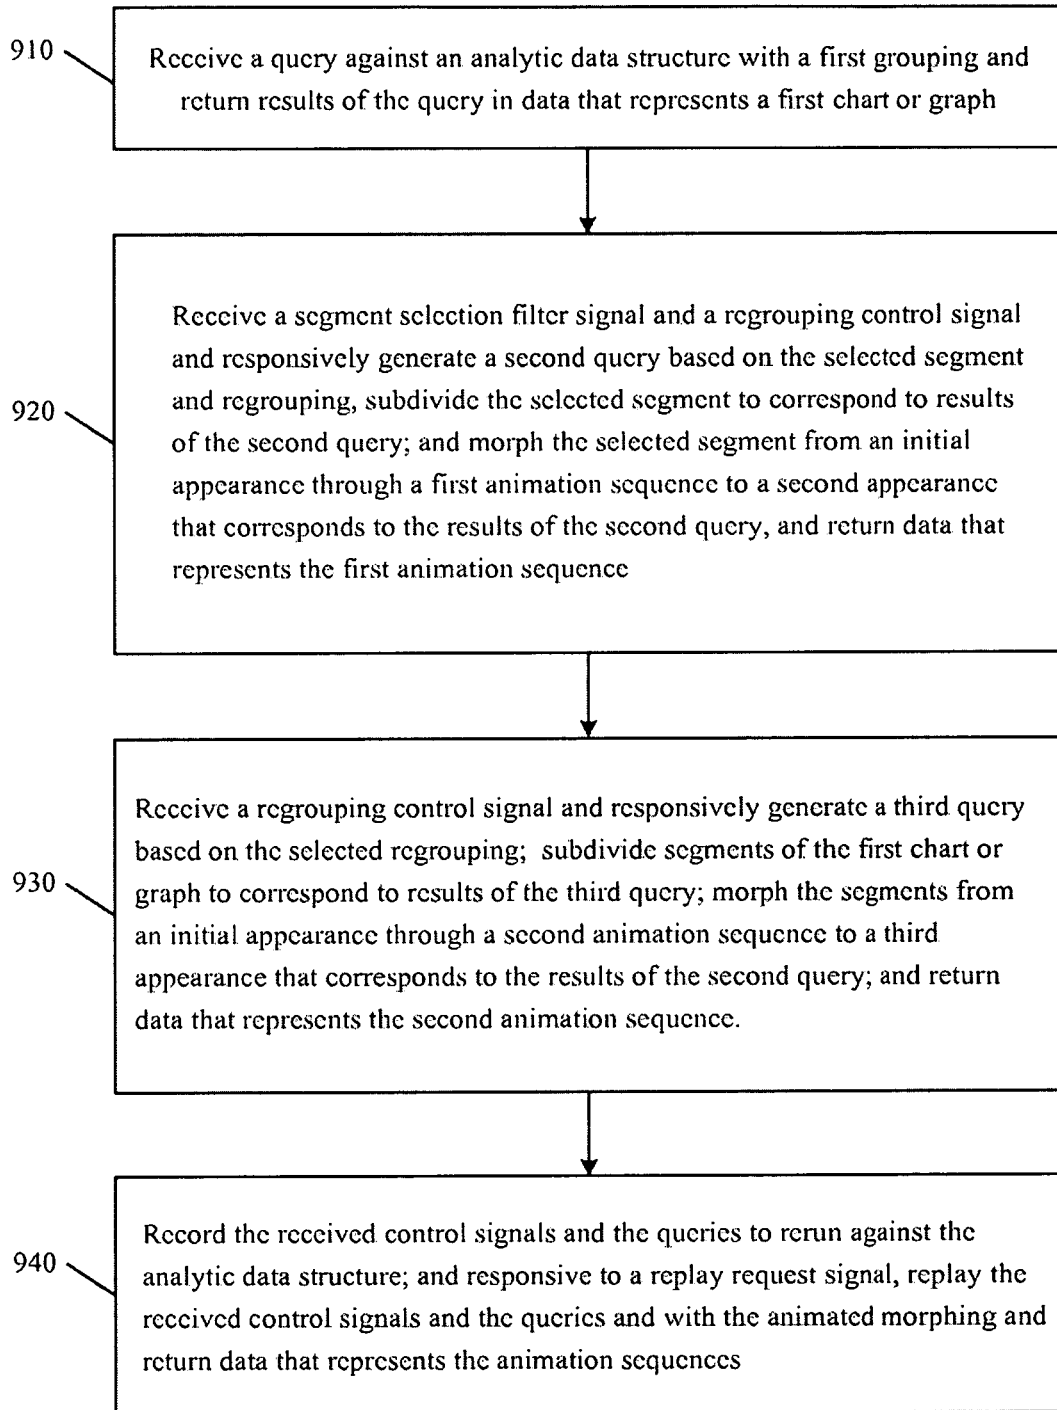 910
Receive a query against an analytic data structure with a first grouping and
return results of the query in data that represents a first chart or graph
920
Receive a segment selection filter signal and a regrouping control signal
and responsively generate a second query based on the selected segment
and regrouping, subdivide the selected segment to correspond to results
of the second query; and morph the selected segment from an initial
appearance through a first animation sequence to a second appearance
that corresponds to the results of the second query, and return data that
represents the first animation sequence
930
Receive a regrouping control signal and responsively generate a third query
based on the selected regrouping; subdivide segments of the first chart or
graph to correspond to results of the third query; morph the segments from
an initial appearance through a second animation sequence to a third
appearance that corresponds to the results of the second query; and return
data that represents the second animation sequence.
940
Record the received control signals and the queries to rerun against the
analytic data structure; and responsive to a replay request signal, replay the
received control signals and the queries and with the animated morphing and
return data that represents the animation sequences